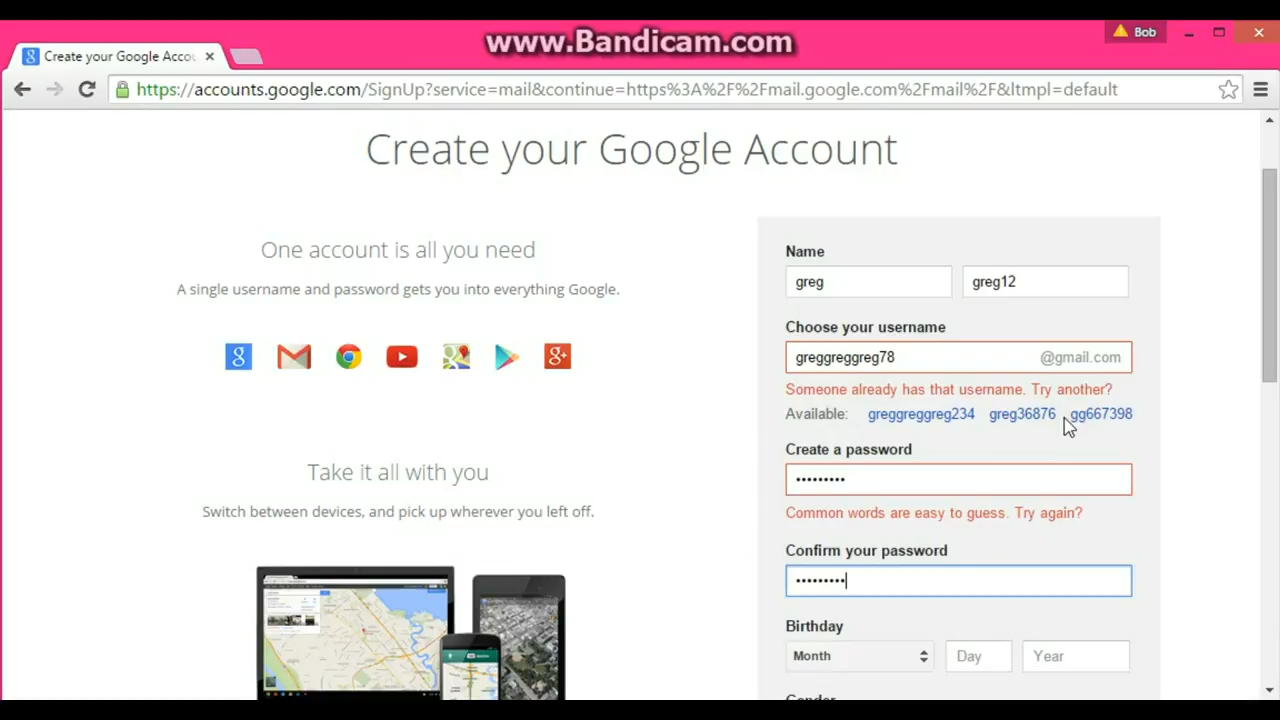 www.Bandicam.com
Bob
Create your Google Accou
https://accounts.google.com/SignUp?service=mail&continue=https%3A%2F%2Fmail.google.com%2Fmail%2F&ltmpl=default
Create your Google Account
One account is all you need
A single username and password gets you into everything Google.
Take it all with you
Switch between devices, and pick up wherever you left off.
Name
greg greg12
Choose your username
greggreggreg78 @gmail.com
Someone already has that username. Try another?
Available: greggreggreg234 greg36876 gg667398
Create a password
•••••••••
Common words are easy to guess. Try again?
Confirm your password
•••••••••
Birthday
Month Day Year